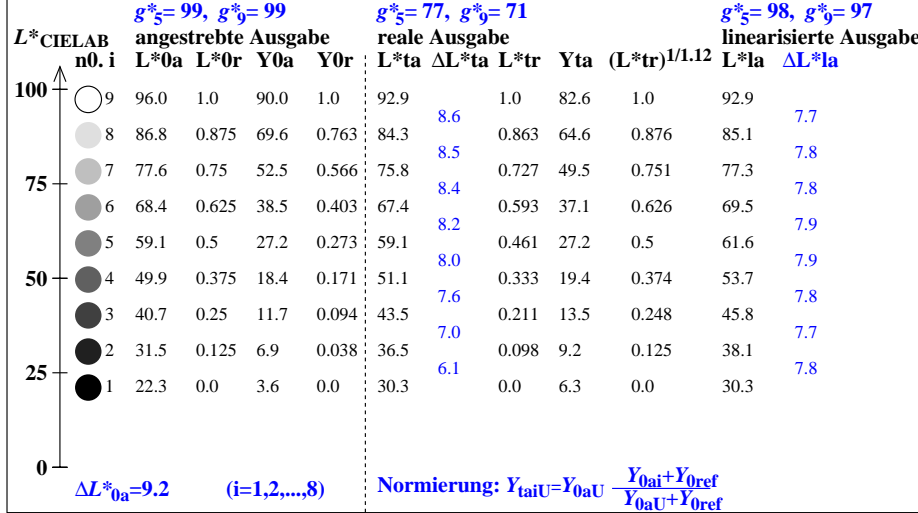 g*5= 99, g*9= 99 g*5= 77, g*9= 71 g*5= 98, g*9= 97
L*CIELAB angestrebte Ausgabe reale Ausgabe linearisierte Ausgabe
n0. i L*0a L*0r Y0a Y0r L*ta ΔL*ta L*tr Yta (L*tr)1/1.12 L*la ΔL*la
100 9 96.0 1.0 90.0 1.0 92.9 1.0 82.6 1.0 92.9
8.6 7.7
8 86.8 0.875 69.6 0.763 84.3 0.863 64.6 0.876 85.1
8.5 7.8
7 77.6 0.75 52.5 0.566 75.8 0.727 49.5 0.751 77.3
75 8.4 7.8
6 68.4 0.625 38.5 0.403 67.4 0.593 37.1 0.626 69.5
8.2 7.9
5 59.1 0.5 27.2 0.273 59.1 0.461 27.2 0.5 61.6
8.0 7.9
50 4 49.9 0.375 18.4 0.171 51.1 0.333 19.4 0.374 53.7
7.6 7.8
3 40.7 0.25 11.7 0.094 43.5 0.211 13.5 0.248 45.8
7.0 7.7
2 31.5 0.125 6.9 0.038 36.5 0.098 9.2 0.125 38.1
25 6.1 7.8
1 22.3 0.0 3.6 0.0 30.3 0.0 6.3 0.0 30.3
0
ΔL*0a=9.2 (i=1,2,...,8) Normierung: YtaiU=Y0aU Y0ai+Y0ref
Y0aU+Y0ref